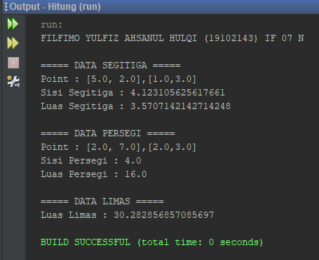 Output - Hitung (run)
run:
FILFIMO YULFIZ AHSANUL HULQI (19102143) IF 07 N
===== DATA SEGITIGA =====
Point : [5.0, 2.0],[1.0,3.0]
Sisi Segitiga : 4.123105625617661
Luas Segitiga : 3.5707142142714248
===== DATA PERSEGI =====
Point : [2.0, 7.0],[2.0,3.0]
Sisi Persegi : 4.0
Luas Persegi : 16.0
===== DATA LIMAS =====
Luas Limas : 30.282856857085697
BUILD SUCCESSFUL (total time: 0 seconds)